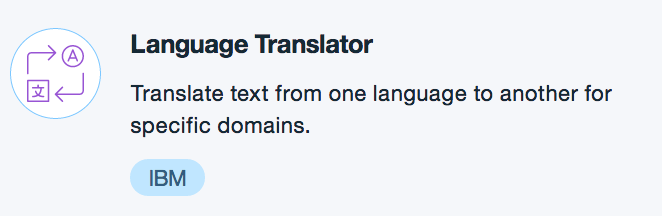 Language Translator
A
文
Translate text from one language to another for
specific domains.
IBM